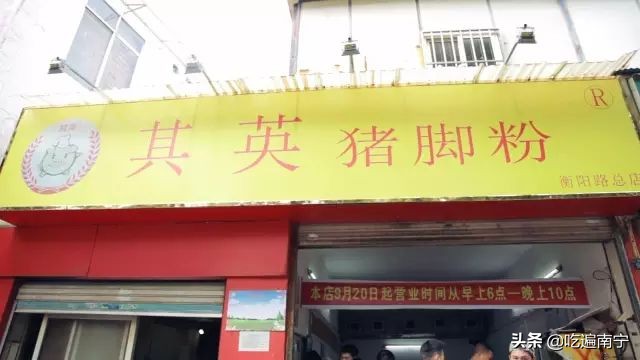 其英猪脚粉®
衡阳路总店
本店9月20日起营业时间从早上6点—晚上10点
头条 @吃遍南宁